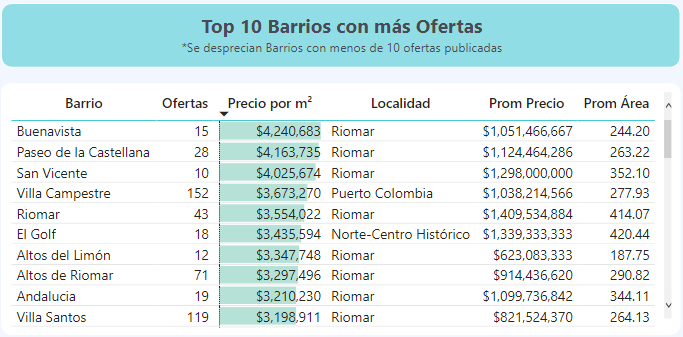 Top 10 Barrios con más Ofertas
*Se desprecian Barrios con menos de 10 ofertas publicadas
Barrio Ofertas Precio por m² Localidad Prom Precio Prom Área
Buenavista 15 $4,240,683 Riomar $1,051,466,667 244.20
Paseo de la Castellana 28 $4,163,735 Riomar $1,124,464,286 263.22
San Vicente 10 $4,025,674 Riomar $1,298,000,000 352.10
Villa Campestre 152 $3,673,270 Puerto Colombia $1,038,214,566 277.93
Riomar 43 $3,554,022 Riomar $1,409,534,884 414.07
El Golf 18 $3,435,594 Norte-Centro Histórico $1,339,333,333 420.44
Altos del Limón 12 $3,347,748 Riomar $623,083,333 187.75
Altos de Riomar 71 $3,297,496 Riomar $914,436,620 290.82
Andalucia 19 $3,210,230 Riomar $1,099,736,842 344.11
Villa Santos 119 $3,198,911 Riomar $821,524,370 264.13